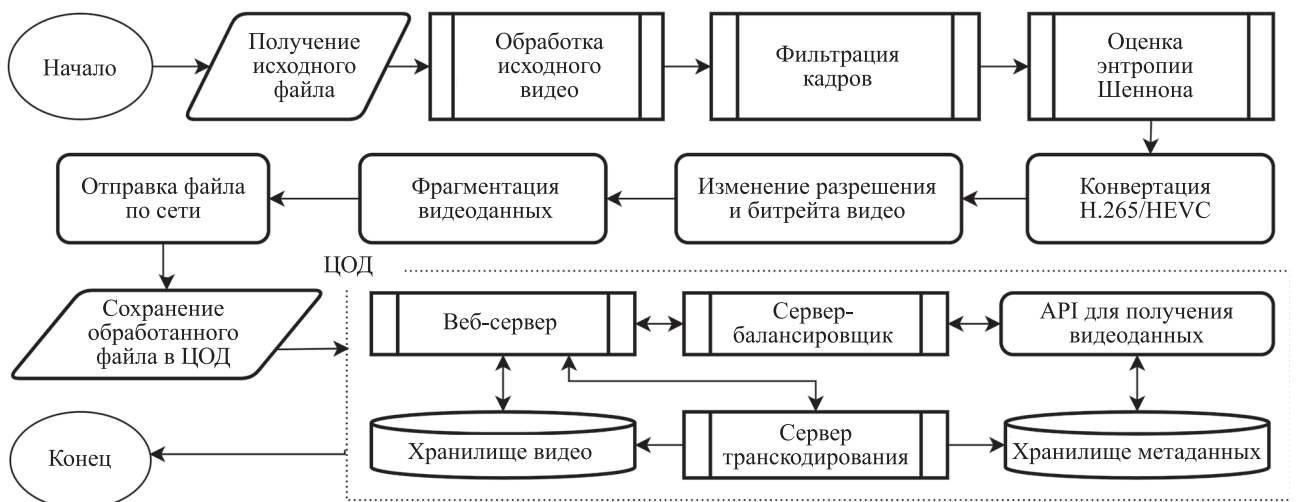 Начало
Получение
исходного
файла
Обработка
исходного
видео
Фильтрация
кадров
Оценка
энтропии
Шеннона
Отправка файла
по сети
Фрагментация
видеоданных
Изменение разрешения
и битрейта видео
Конвертация
H.265/HEVC
ЦОД
Сохранение
обработанного
файла в ЦОД
Веб-сервер
Сервер-
балансировщик
API для получения
видеоданных
Конец
Хранилище видео
Сервер
транскодирования
Хранилище метаданных